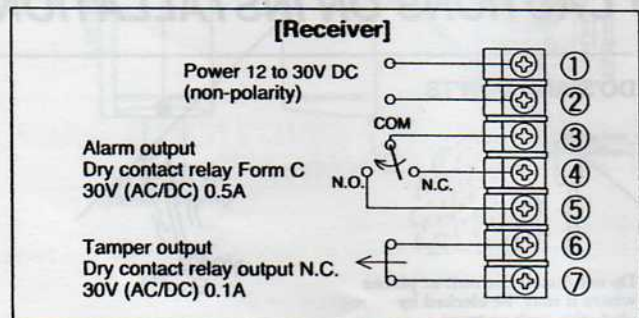 [Receiver]
Power 12 to 30V DC
(non-polarity)
COM
Alarm output
Dry contact relay Form C
30V (AC/DC) 0.5A
N.O.
N.C.
Tamper output
Dry contact relay output N.C.
30V (AC/DC) 0.1A
①
②
③
④
⑤
⑥
⑦